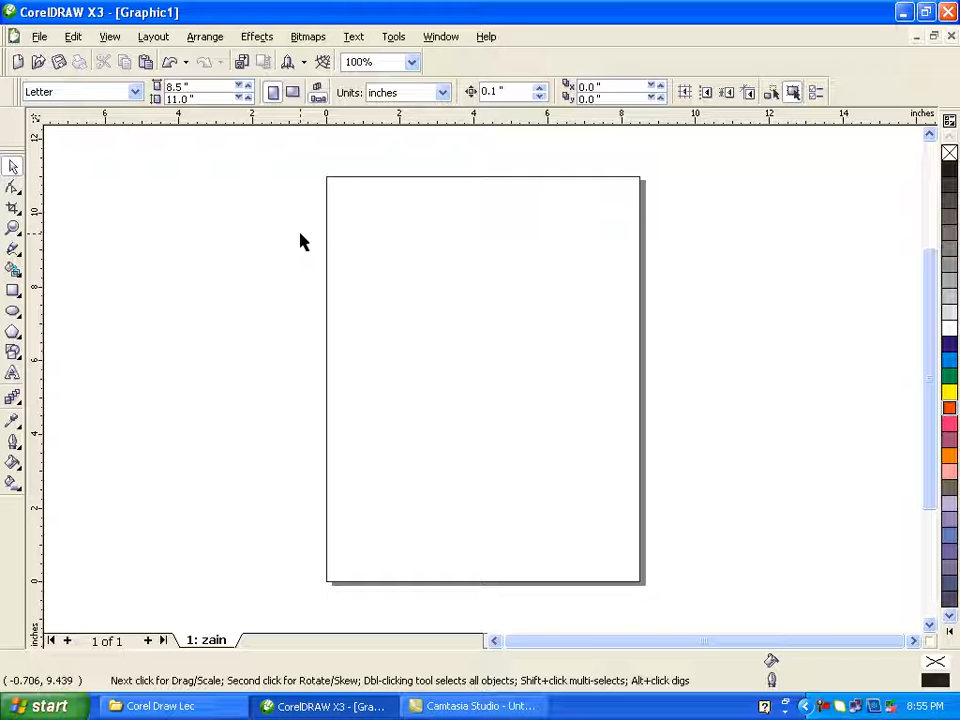 CorelDRAW X3 - [Graphic1]
File Edit View Layout Arrange Effects Bitmaps Text Tools Window Help
100%
Letter 8.5 " 11.0 " Units: inches 0.1 " x: 0.0 " y: 0.0 "
6 4 2 0 2 4 6 8 10 12 14 inches
12
10
8
6
4
2
0
inches
1 of 1 1: zain
(-0.706, 9.439) Next click for Drag/Scale; Second click for Rotate/Skew; Dbl-clicking tool selects all objects; Shift+click multi-selects; Alt+click digs
start Corel Draw Lec CorelDRAW X3 - [Gra... Camtasia Studio - Unt... 8:55 PM